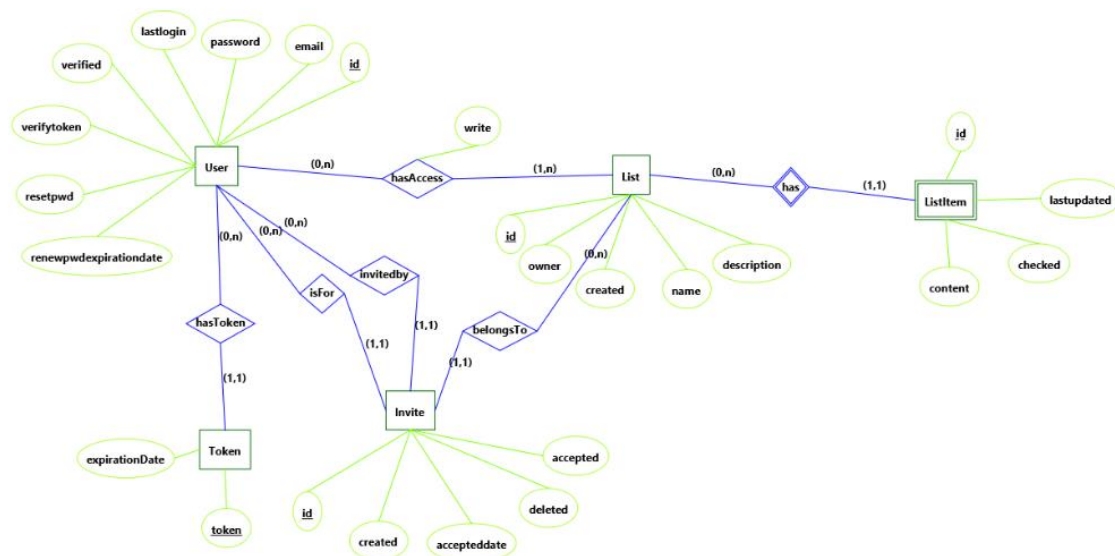 lastlogin
password
email
id
verified
verifytoken
resetpwd
renewpwdexpirationdate
User
(0,n)
hasAccess
write
(1,n)
List
(0,n)
has
(1,1)
ListItem
id
lastupdated
checked
content
id
owner
created
name
description
(0,n)
(0,n)
(0,n)
(0,n)
invitedby
isFor
hasToken
belongsTo
(1,1)
(1,1)
(1,1)
(1,1)
Invite
Token
expirationDate
token
id
created
accepteddate
deleted
accepted